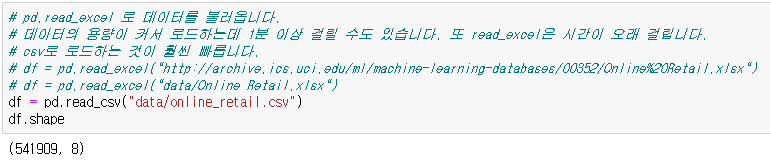 # pd.read_excel 로 데이터를 불러옵니다.
# 데이터의 용량이 커서 로드하는데 1분 이상 걸릴 수도 있습니다. 또 read_excel은 시간이 오래 걸립니다.
# csv로 로드하는 것이 훨씬 빠릅니다.
# df = pd.read_excel("http://archive.ics.uci.edu/ml/machine-learning-databases/00352/Online%20Retail.xlsx")
# df = pd.read_excel("data/Online Retail.xlsx")
df = pd.read_csv("data/online_retail.csv")
df.shape
(541909, 8)